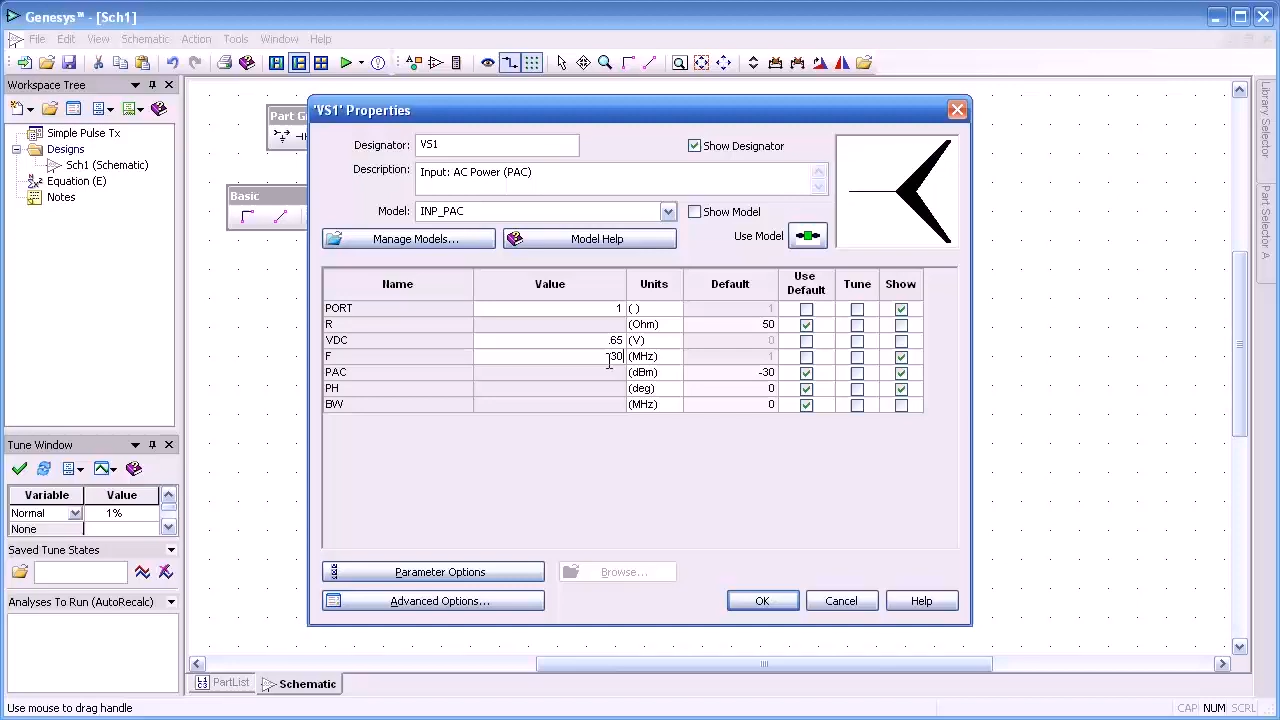 Genesys™ - [Sch1]
File Edit View Schematic Action Tools Window Help
Workspace Tree
Simple Pulse Tx
Designs
Sch1 (Schematic)
Equation (E)
Notes
Part G
Basic
'VS1' Properties
Designator: VS1 Show Designator
Description: Input: AC Power (PAC)
Model: INP_PAC Show Model
Manage Models... Model Help Use Model
Name Value Units Default Use Default Tune Show
PORT 1 ( ) 1
R (Ohm) 50
VDC .65 (V) 0
F 30 (MHz) 1
PAC (dBm) -30
PH (deg) 0
BW (MHz) 0
Parameter Options Browse...
Advanced Options... OK Cancel Help
Tune Window
Variable Value
Normal 1%
None
Saved Tune States
Analyses To Run (AutoRecalc)
Library Selector
Part Selector A
PartList Schematic
Use mouse to drag handle CAP NUM SCRL